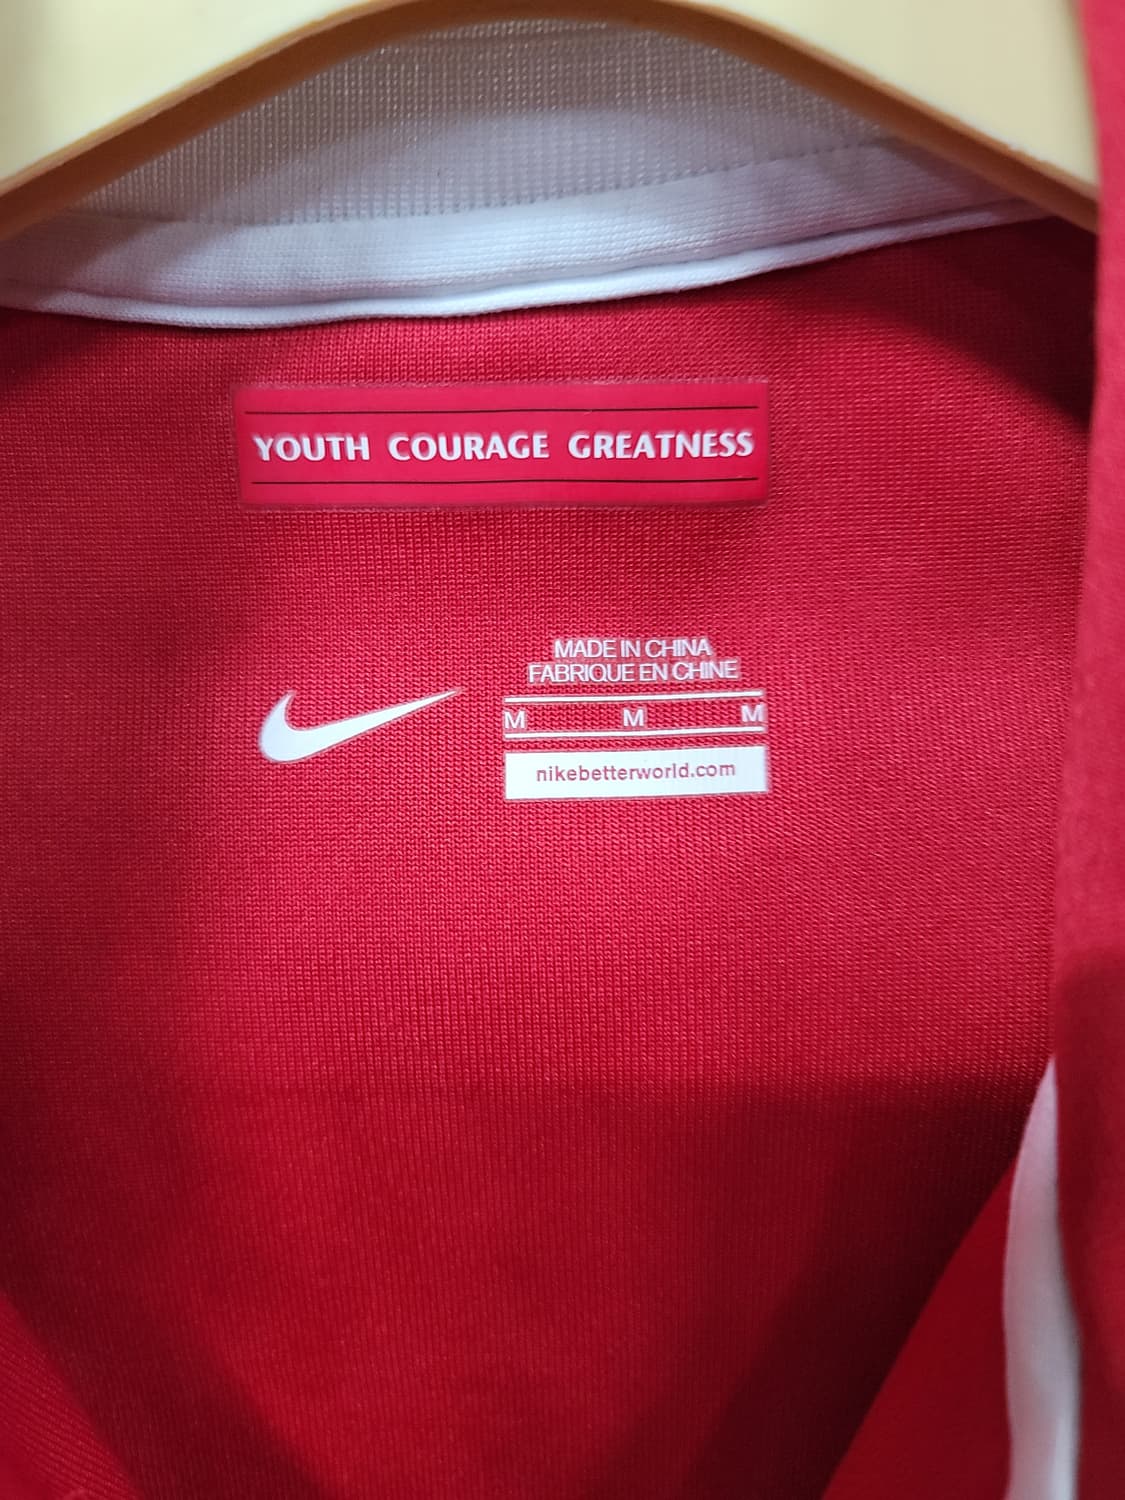 YOUTH COURAGE GREATNESS
MADE IN CHINA
FABRIQUE EN CHINE
M M M
nikebetterworld.com